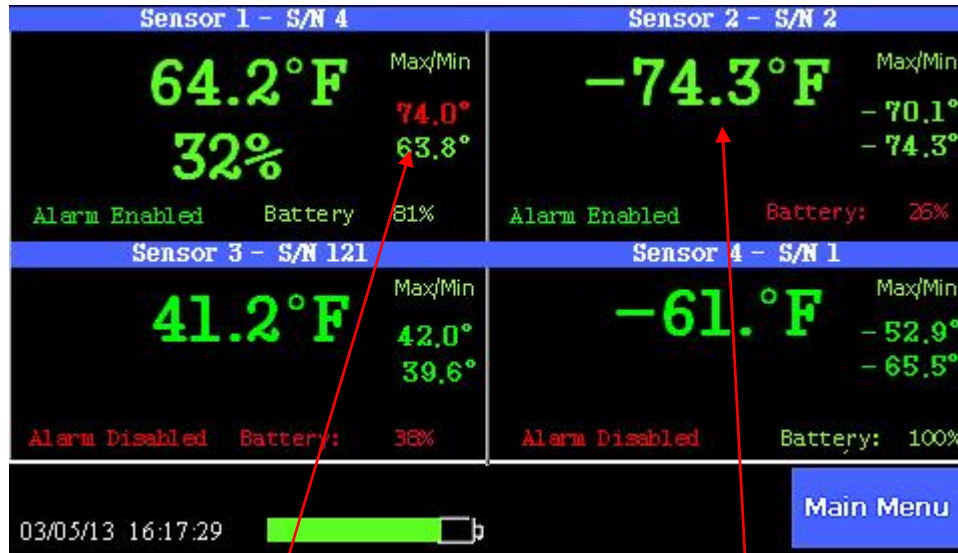 Sensor 1 - S/N 4
64.2°F
Max/Min
74.0°
32%
63.8°
Alarm Enabled Battery 81%
Sensor 2 - S/N 2
-74.3°F
Max/Min
-70.1°
-74.3°
Alarm Enabled Battery: 26%
Sensor 3 - S/N 121
41.2°F
Max/Min
42.0°
39.6°
Alarm Disabled Battery: 38%
Sensor 4 - S/N 1
-61.°F
Max/Min
-52.9°
-65.5°
Alarm Disabled Battery: 100%
Main Menu
03/05/13 16:17:29